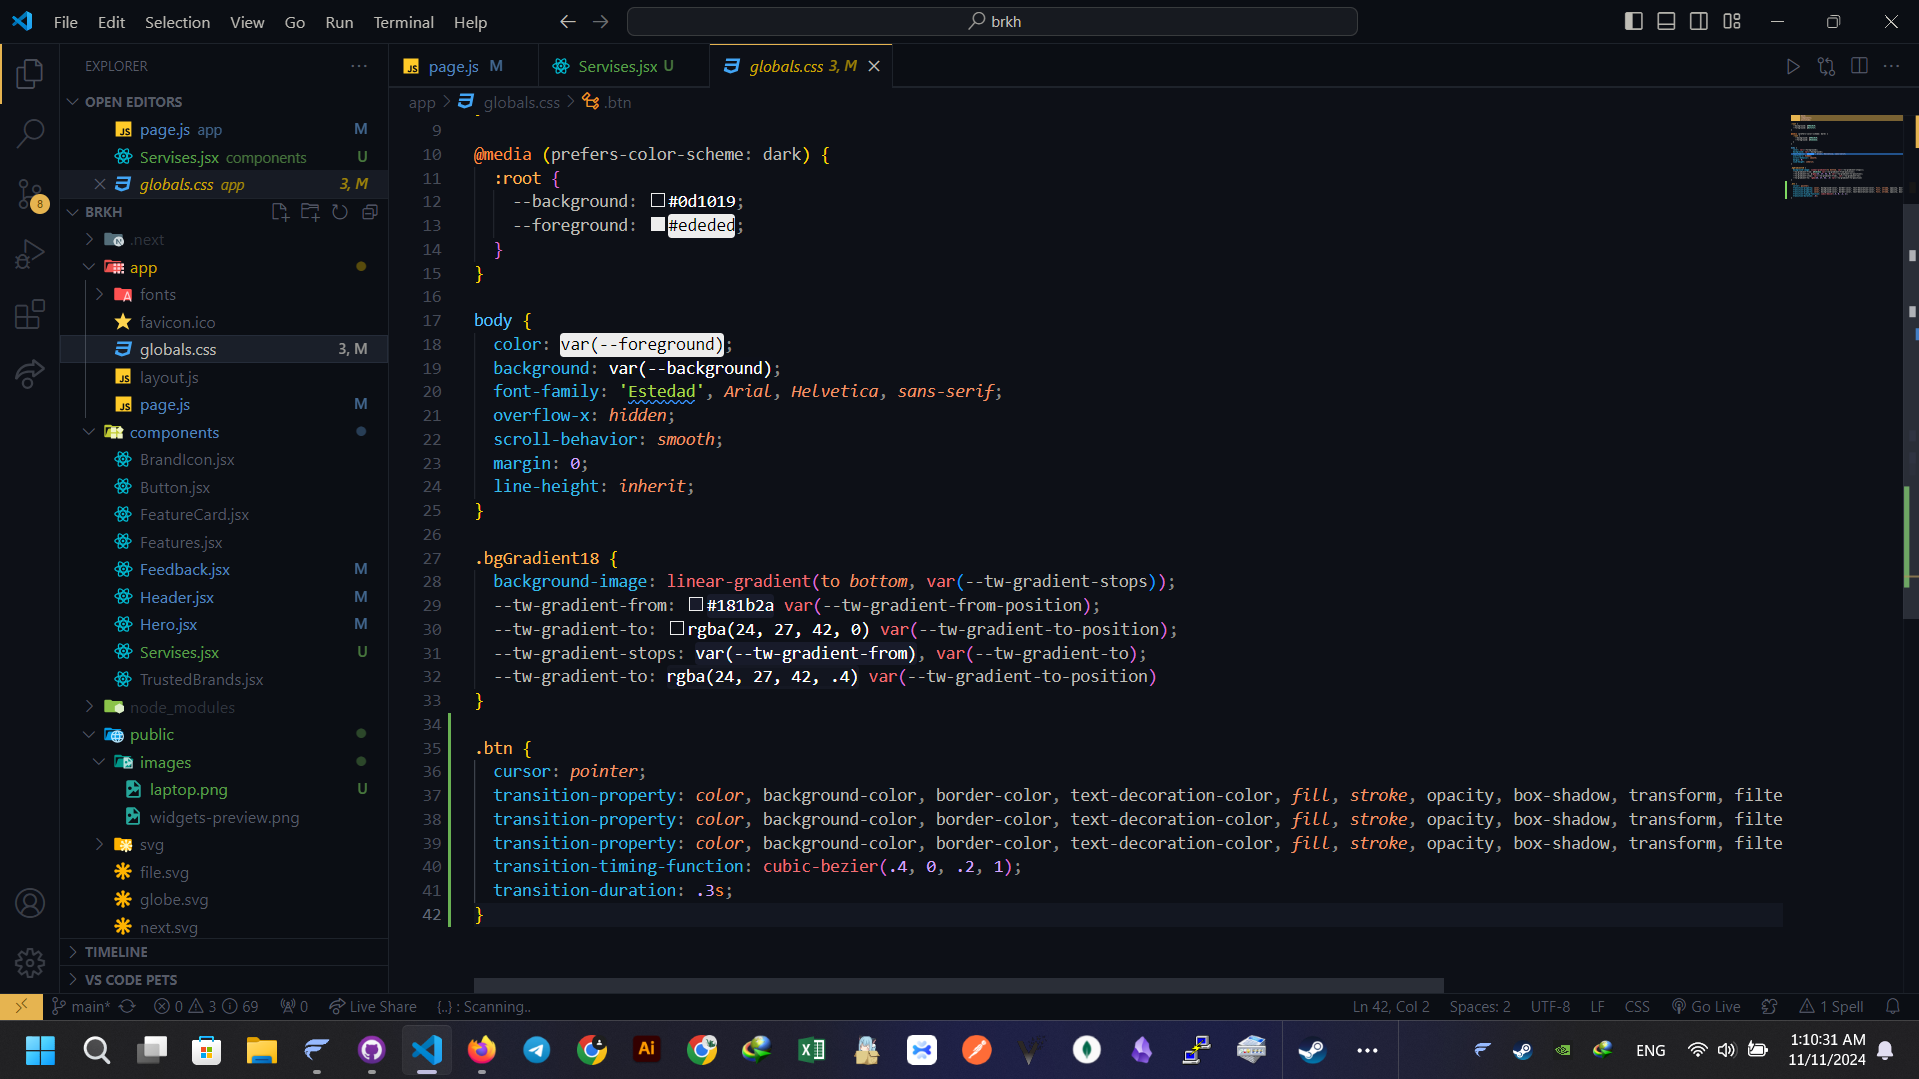 File Edit Selection View Go Run Terminal Help
brkh
EXPLORER
OPEN EDITORS
page.js app M
Servises.jsx components U
globals.css app 3, M
BRKH
.next
app
fonts
favicon.ico
globals.css 3, M
layout.js
page.js M
components
BrandIcon.jsx
Button.jsx
FeatureCard.jsx
Features.jsx
Feedback.jsx M
Header.jsx M
Hero.jsx M
Servises.jsx U
TrustedBrands.jsx
node_modules
public
images
laptop.png U
widgets-preview.png
svg
file.svg
globe.svg
next.svg
TIMELINE
VS CODE PETS
8
page.js M
Servises.jsx U
globals.css 3, M
app > globals.css > .btn
9
10 @media (prefers-color-scheme: dark) {
11 :root {
12 --background: #0d1019;
13 --foreground: #ededed;
14 }
15 }
16
17 body {
18 color: var(--foreground);
19 background: var(--background);
20 font-family: 'Estedad', Arial, Helvetica, sans-serif;
21 overflow-x: hidden;
22 scroll-behavior: smooth;
23 margin: 0;
24 line-height: inherit;
25 }
26
27 .bgGradient18 {
28 background-image: linear-gradient(to bottom, var(--tw-gradient-stops));
29 --tw-gradient-from: #181b2a var(--tw-gradient-from-position);
30 --tw-gradient-to: rgba(24, 27, 42, 0) var(--tw-gradient-to-position);
31 --tw-gradient-stops: var(--tw-gradient-from), var(--tw-gradient-to);
32 --tw-gradient-to: rgba(24, 27, 42, .4) var(--tw-gradient-to-position)
33 }
34
35 .btn {
36 cursor: pointer;
37 transition-property: color, background-color, border-color, text-decoration-color, fill, stroke, opacity, box-shadow, transform, filte
38 transition-property: color, background-color, border-color, text-decoration-color, fill, stroke, opacity, box-shadow, transform, filte
39 transition-property: color, background-color, border-color, text-decoration-color, fill, stroke, opacity, box-shadow, transform, filte
40 transition-timing-function: cubic-bezier(.4, 0, .2, 1);
41 transition-duration: .3s;
42 }
main* 0 3 69 0 Live Share {..} : Scanning..
Ln 42, Col 2 Spaces: 2 UTF-8 LF CSS Go Live 1 Spell
Ai
ENG
1:10:31 AM
11/11/2024